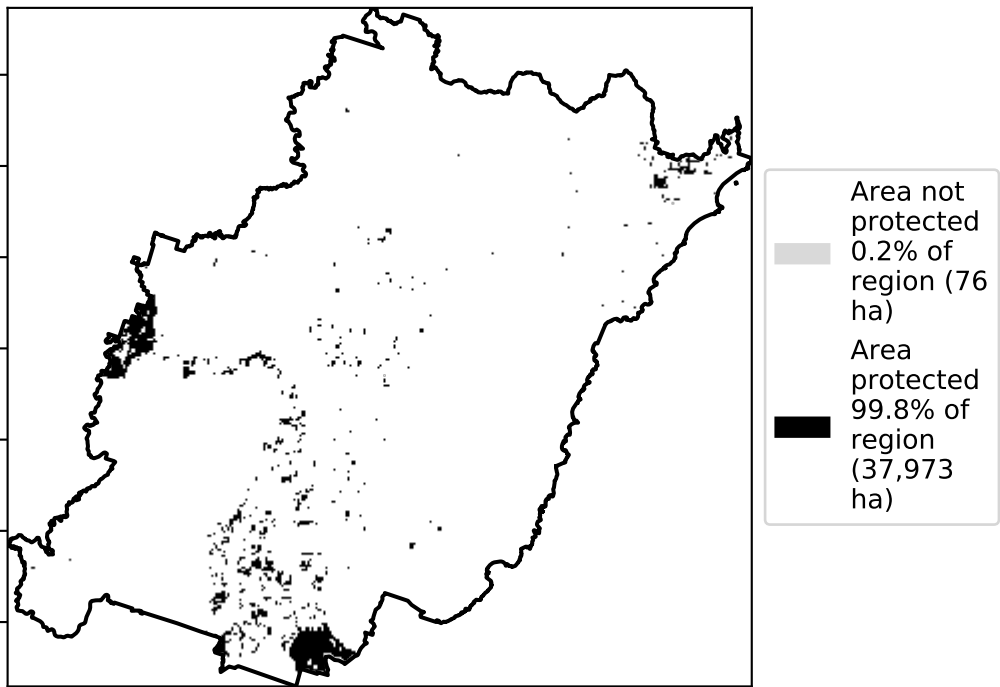 Area not
protected
0.2% of
region (76
ha)
Area
protected
99.8% of
region
(37,973
ha)